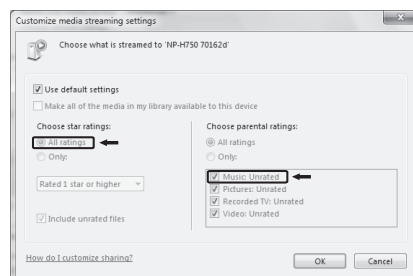 Customize media streaming settings
Choose what is streamed to 'NP-H750 70162d'
Use default settings
Make all of the media in my library available to this device
Choose star ratings:
All ratings
Only:
Rated 1 star or higher
Include unrated files
Choose parental ratings:
All ratings
Only:
Music: Unrated
Pictures: Unrated
Recorded TV: Unrated
Video: Unrated
How do I customize sharing?
OK
Cancel